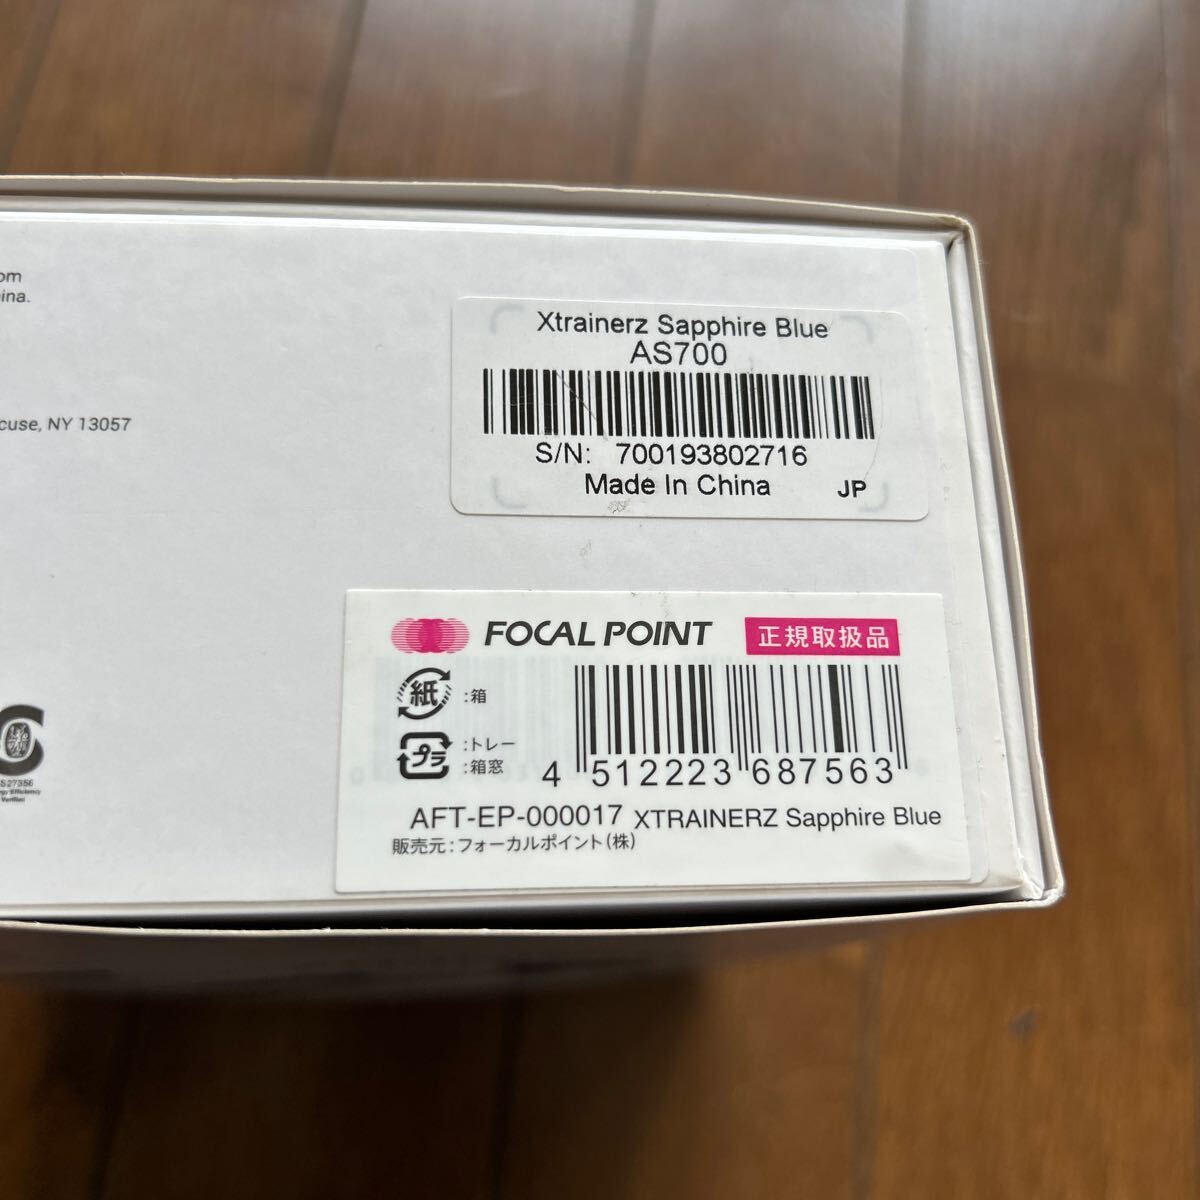 om
ina.
cuse, NY 13057
Xtrainerz Sapphire Blue
AS700
S/N: 700193802716
Made In China JP
FOCAL POINT 正規取扱品
紙 :箱
プラ :トレー
:箱窓
4 512223 687563
AFT-EP-000017 XTRAINERZ Sapphire Blue
販売元:フォーカルポイント(株)
Verified